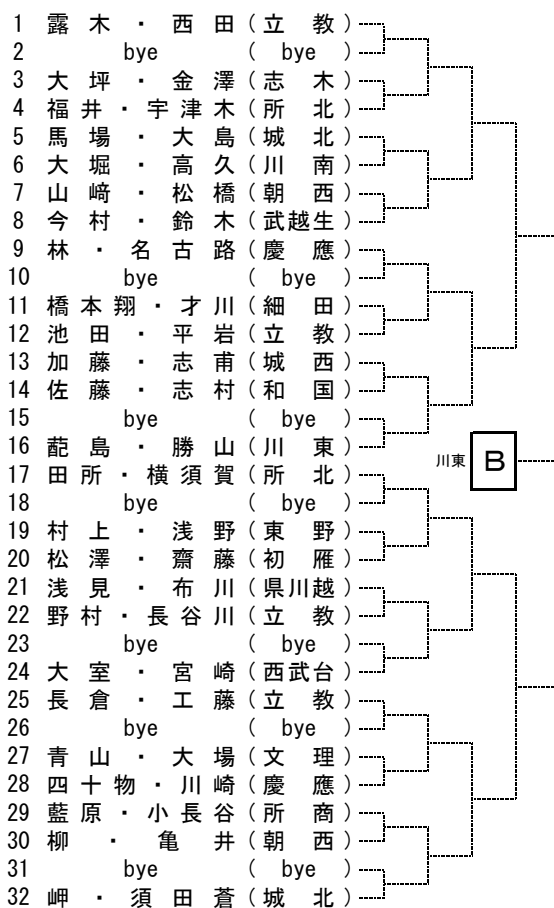 1 露木・西田(立教)
2 bye (bye)
3 大坪・金澤(志木)
4 福井・宇津木(所北)
5 馬場・大島(城北)
6 大堀・高久(川南)
7 山﨑・松橋(朝西)
8 今村・鈴木(武越生)
9 林・名古路(慶應)
10 bye (bye)
11 橋本翔・才川(細田)
12 池田・平岩(立教)
13 加藤・志甫(城西)
14 佐藤・志村(和国)
15 bye (bye)
16 蓜島・勝山(川東)
川東 B
17 田所・横須賀(所北)
18 bye (bye)
19 村上・浅野(東野)
20 松澤・齋藤(初雁)
21 浅見・布川(県川越)
22 野村・長谷川(立教)
23 bye (bye)
24 大室・宮崎(西武台)
25 長倉・工藤(立教)
26 bye (bye)
27 青山・大場(文理)
28 四十物・川崎(慶應)
29 藍原・小長谷(所商)
30 柳・亀井(朝西)
31 bye (bye)
32 岬・須田蒼(城北)